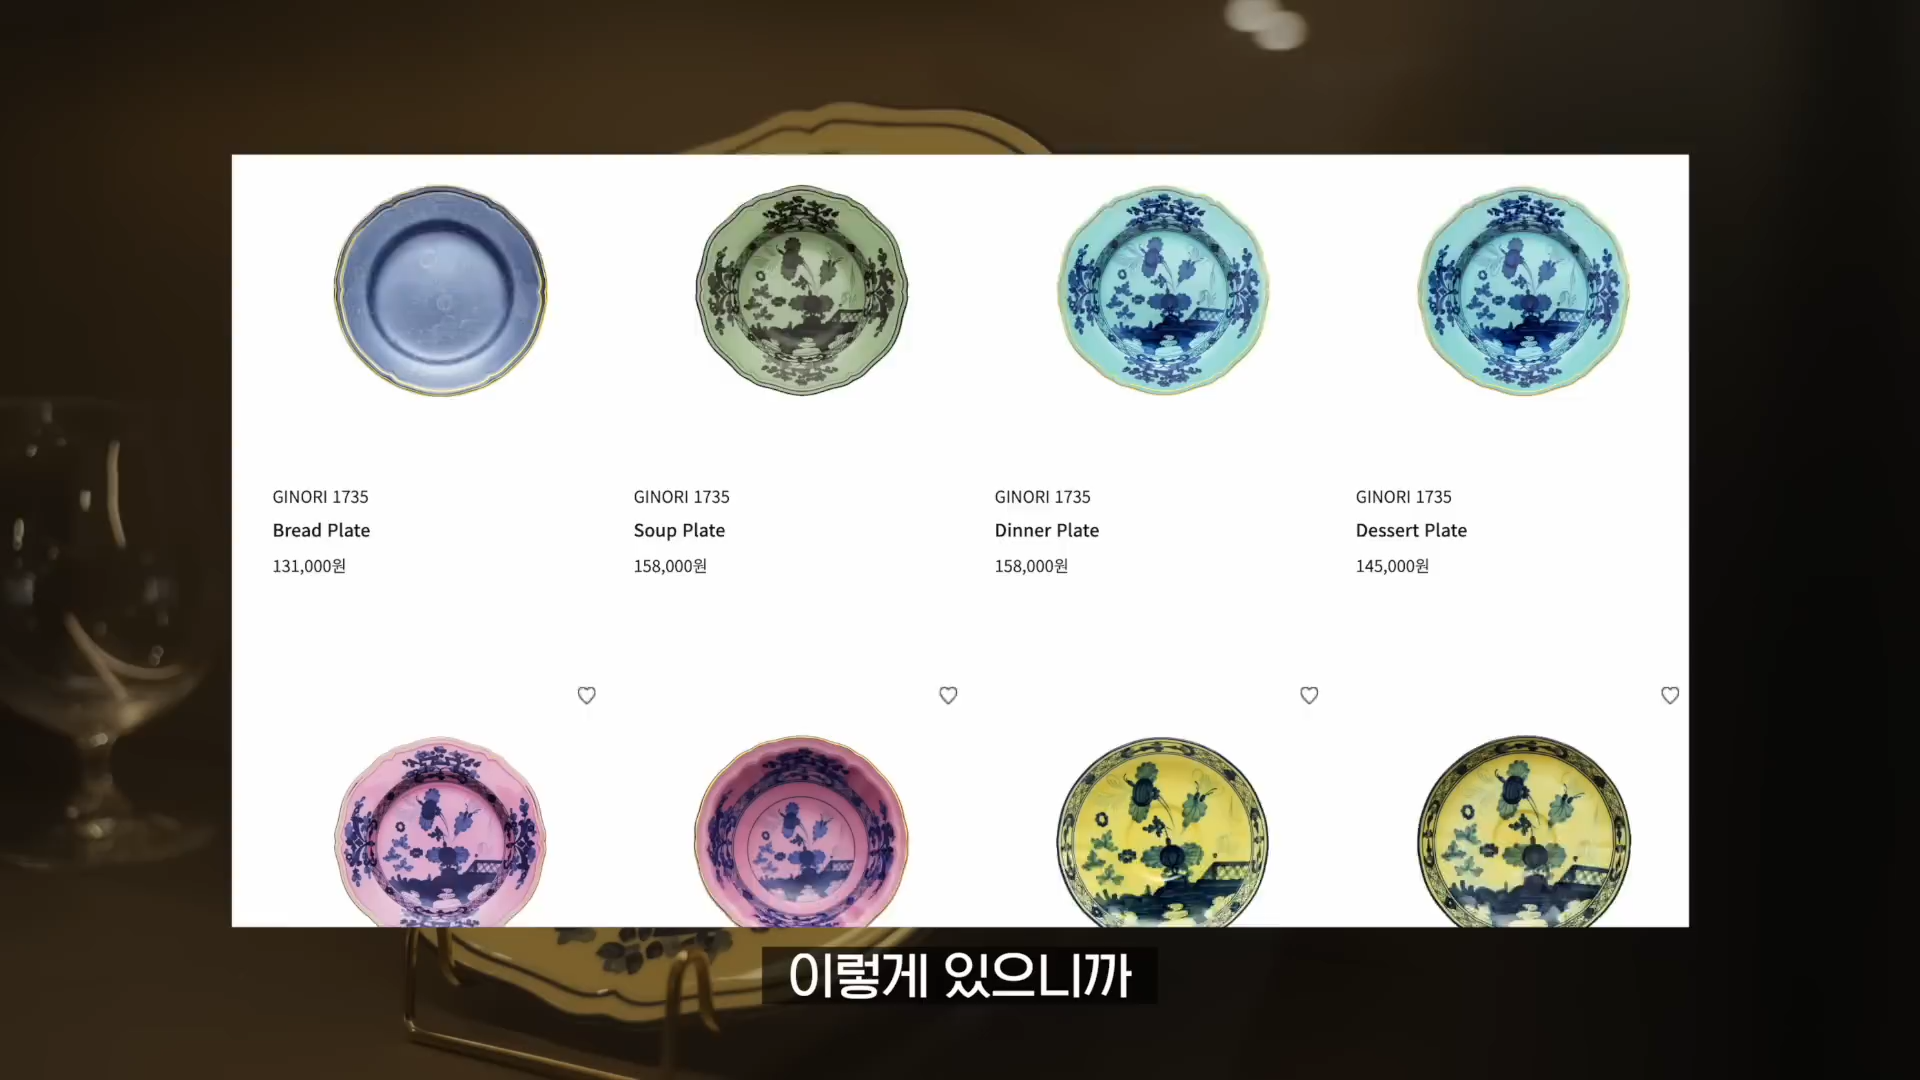 GINORI 1735
Bread Plate
131,000원
GINORI 1735
Soup Plate
158,000원
GINORI 1735
Dinner Plate
158,000원
GINORI 1735
Dessert Plate
145,000원
이렇게 있으니까